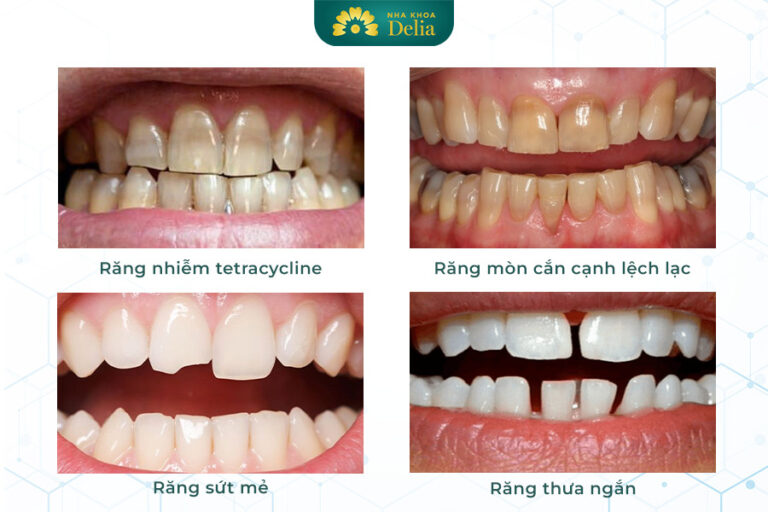 NHA KHOA
Delia
Răng nhiễm tetracycline
Răng mòn cắn cạnh lệch lạc
Răng sứt mẻ
Răng thưa ngắn